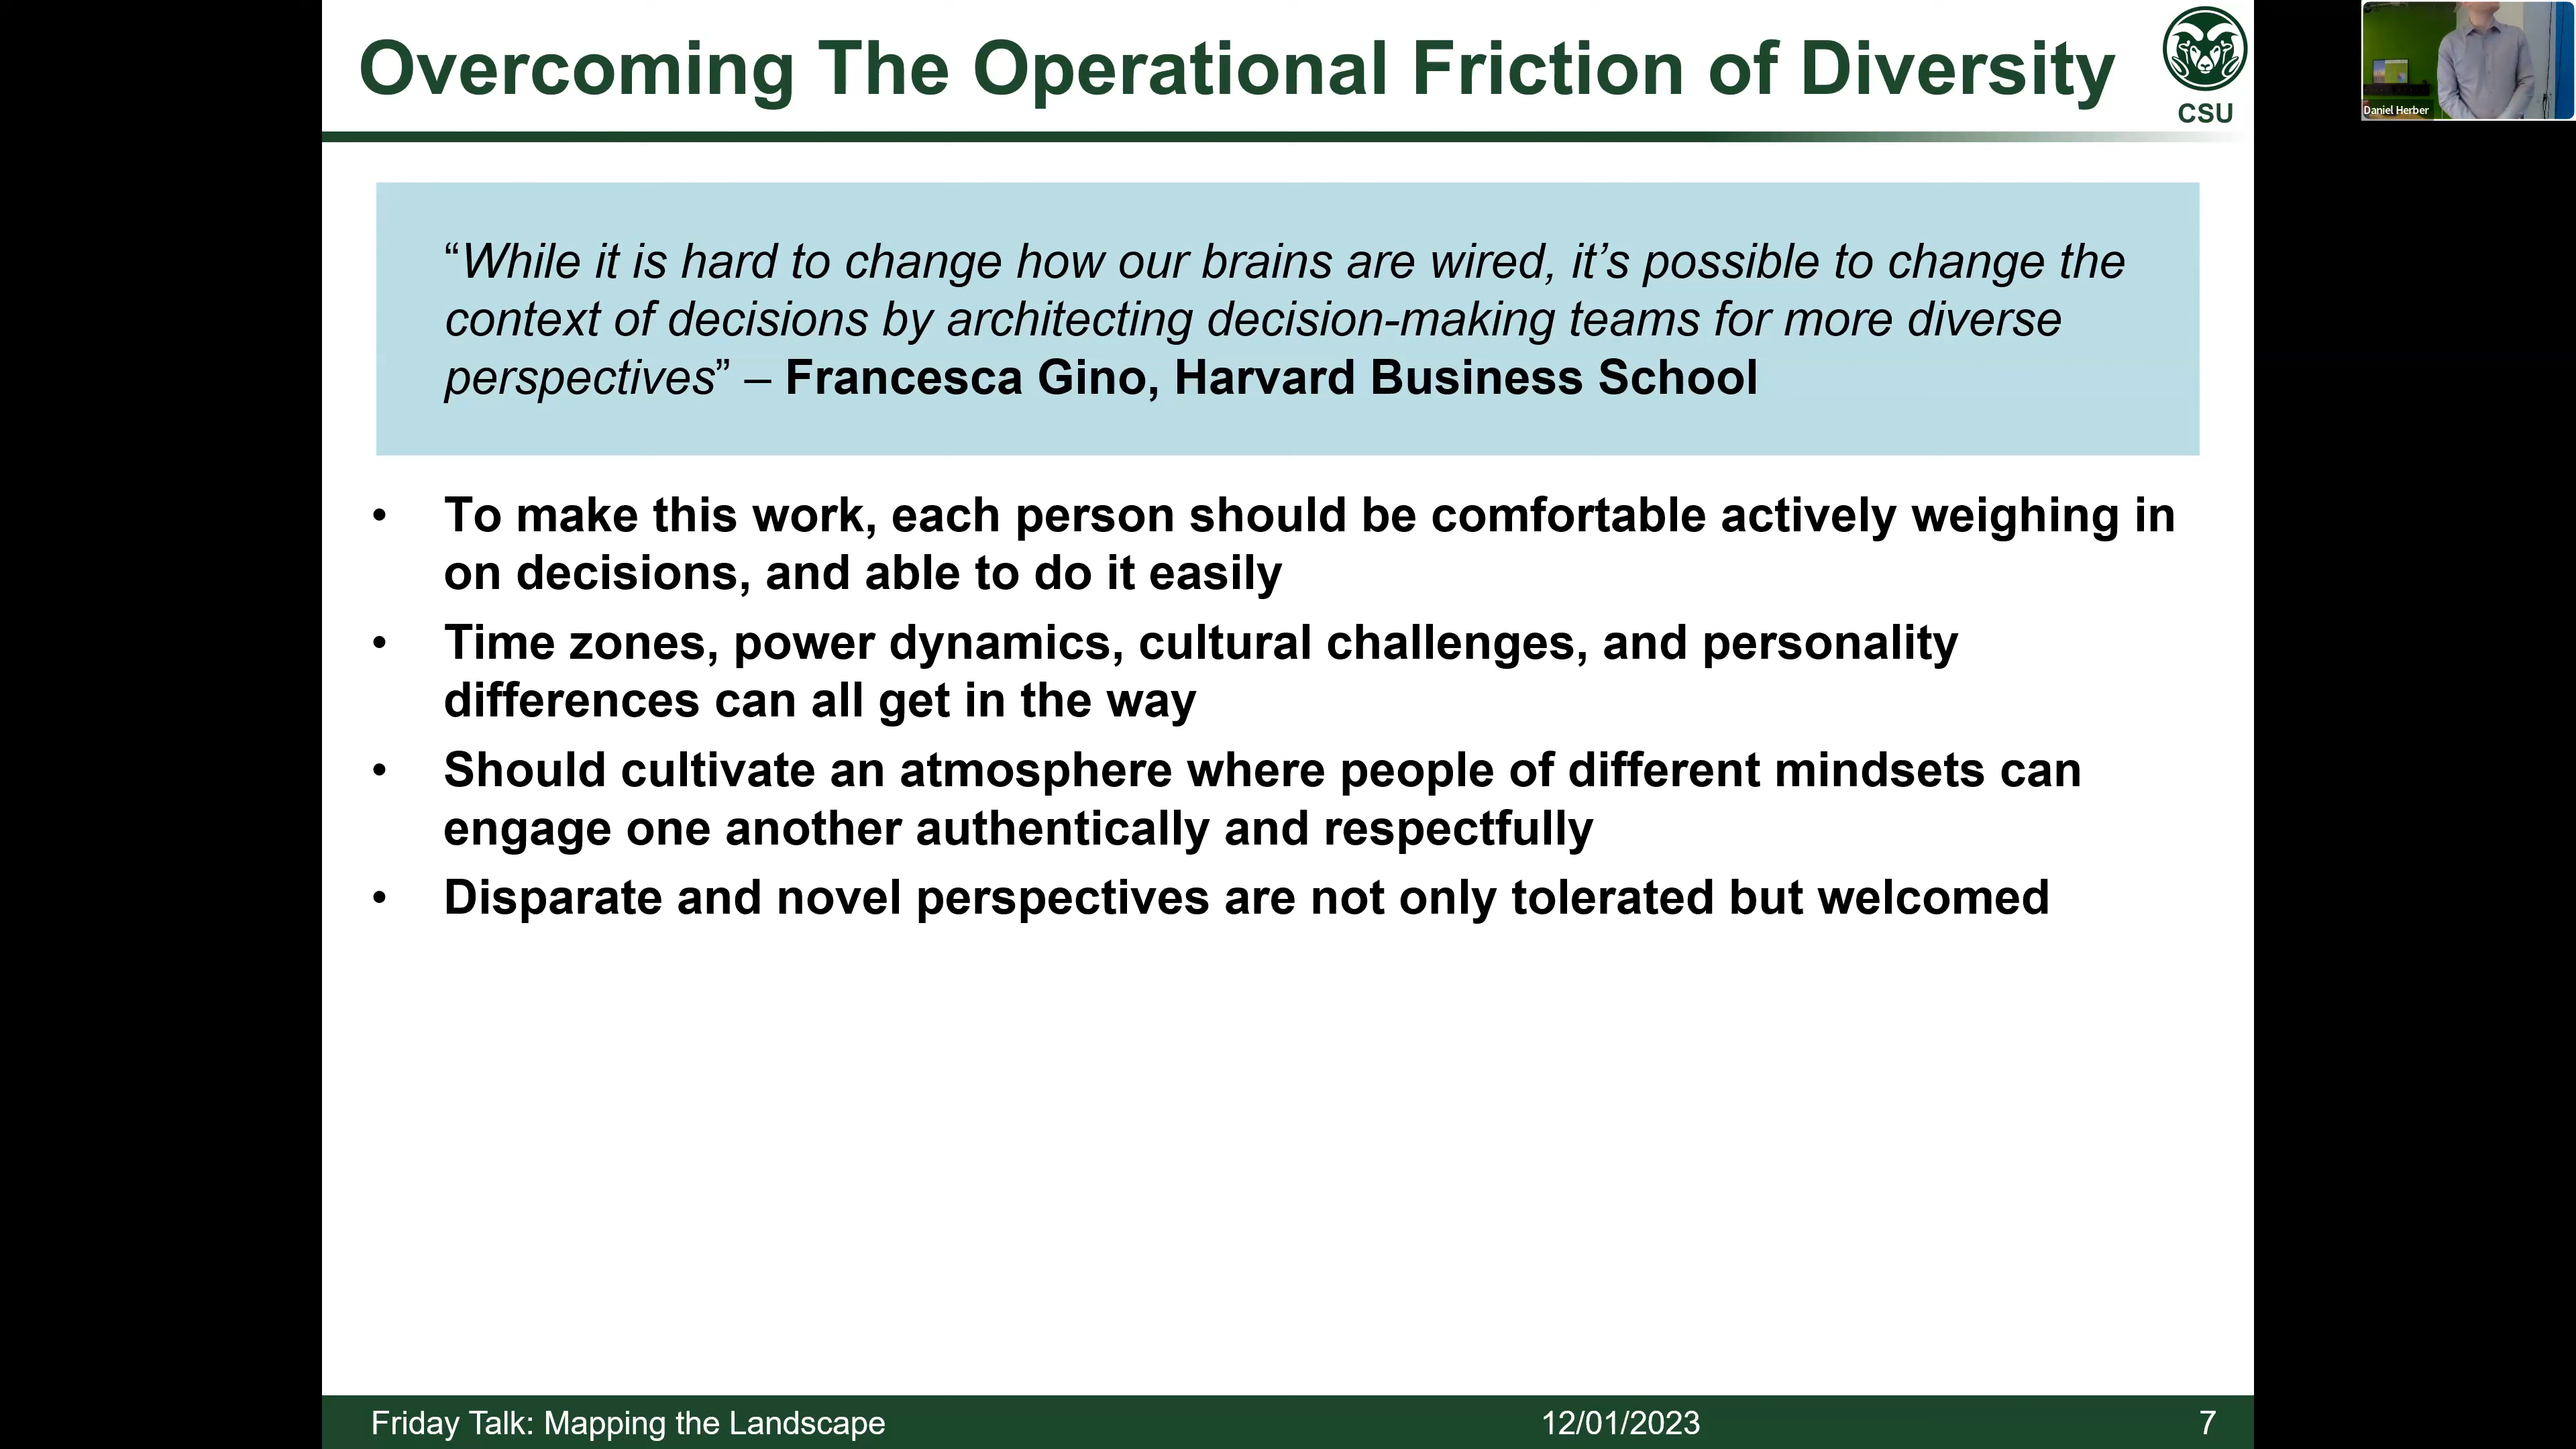 Overcoming The Operational Friction of Diversity
CSU
Daniel Herber
“While it is hard to change how our brains are wired, it’s possible to change the
context of decisions by architecting decision-making teams for more diverse
perspectives” – Francesca Gino, Harvard Business School
• To make this work, each person should be comfortable actively weighing in
on decisions, and able to do it easily
• Time zones, power dynamics, cultural challenges, and personality
differences can all get in the way
• Should cultivate an atmosphere where people of different mindsets can
engage one another authentically and respectfully
• Disparate and novel perspectives are not only tolerated but welcomed
Friday Talk: Mapping the Landscape
12/01/2023
7